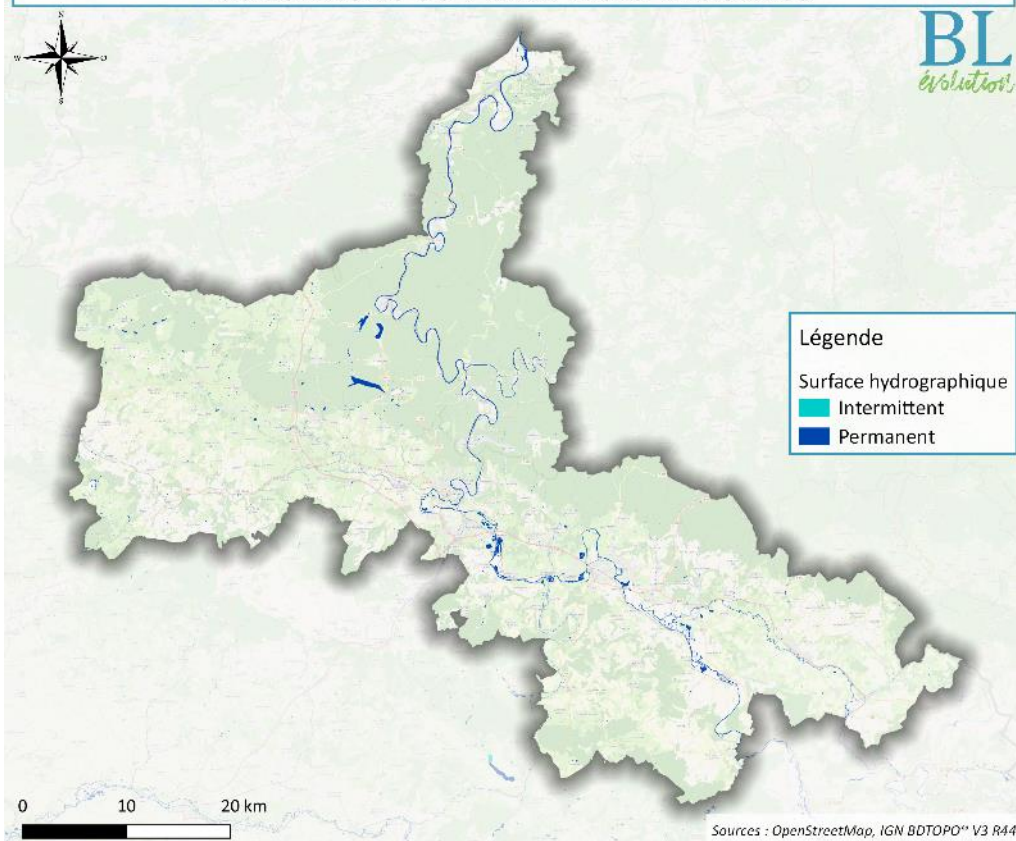 N
W
O
S
BL
évolution
Légende
Surface hydrographique
Intermittent
Permanent
0 10 20 km
Sources : OpenStreetMap, IGN BDTOPO
V3 R44